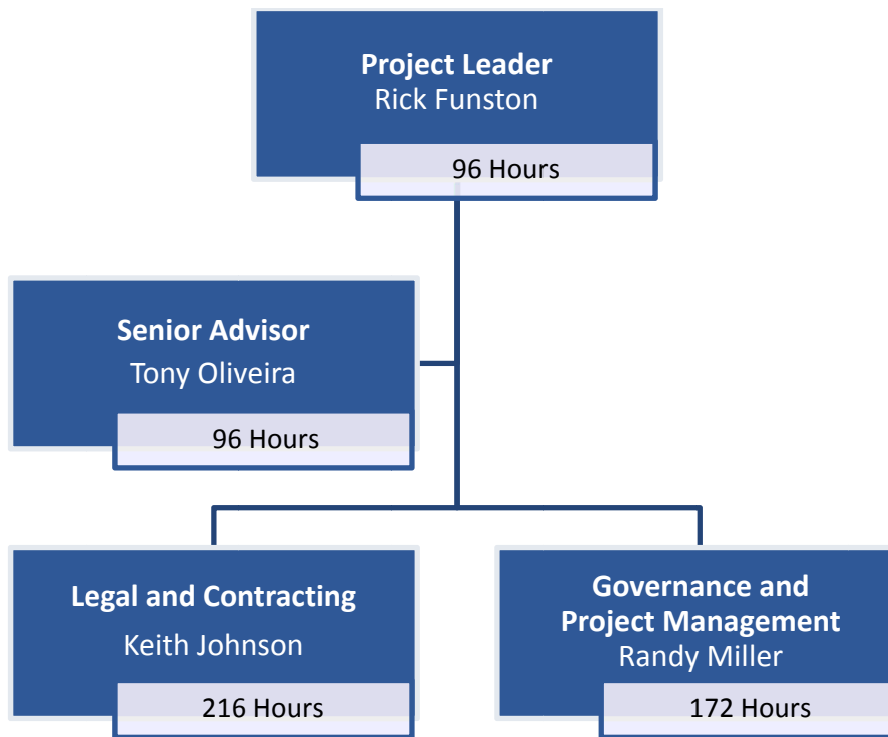 Project Leader
Rick Funston
96 Hours
Senior Advisor
Tony Oliveira
96 Hours
Legal and Contracting
Keith Johnson
216 Hours
Governance and
Project Management
Randy Miller
172 Hours